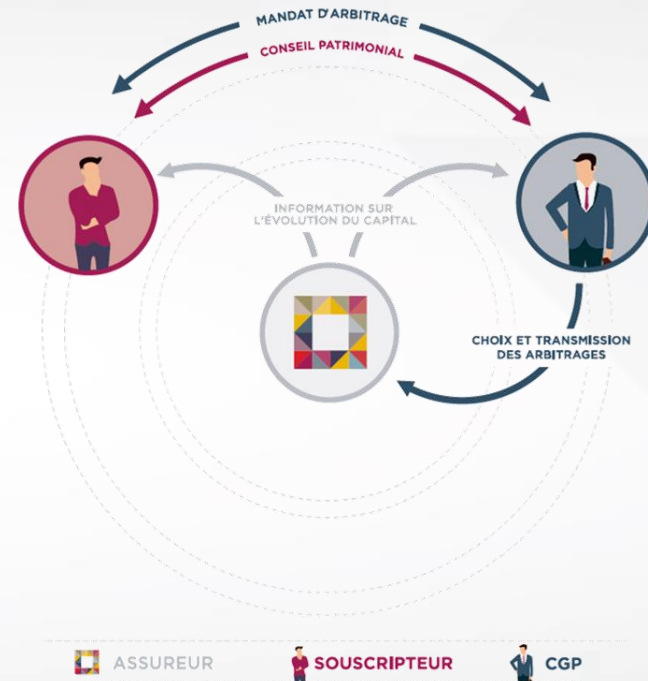 MANDAT D'ARBITRAGE
CONSEIL PATRIMONIAL
INFORMATION SUR
L'ÉVOLUTION DU CAPITAL
CHOIX ET TRANSMISSION
DES ARBITRAGES
ASSUREUR
SOUSCRIPTEUR
CGP